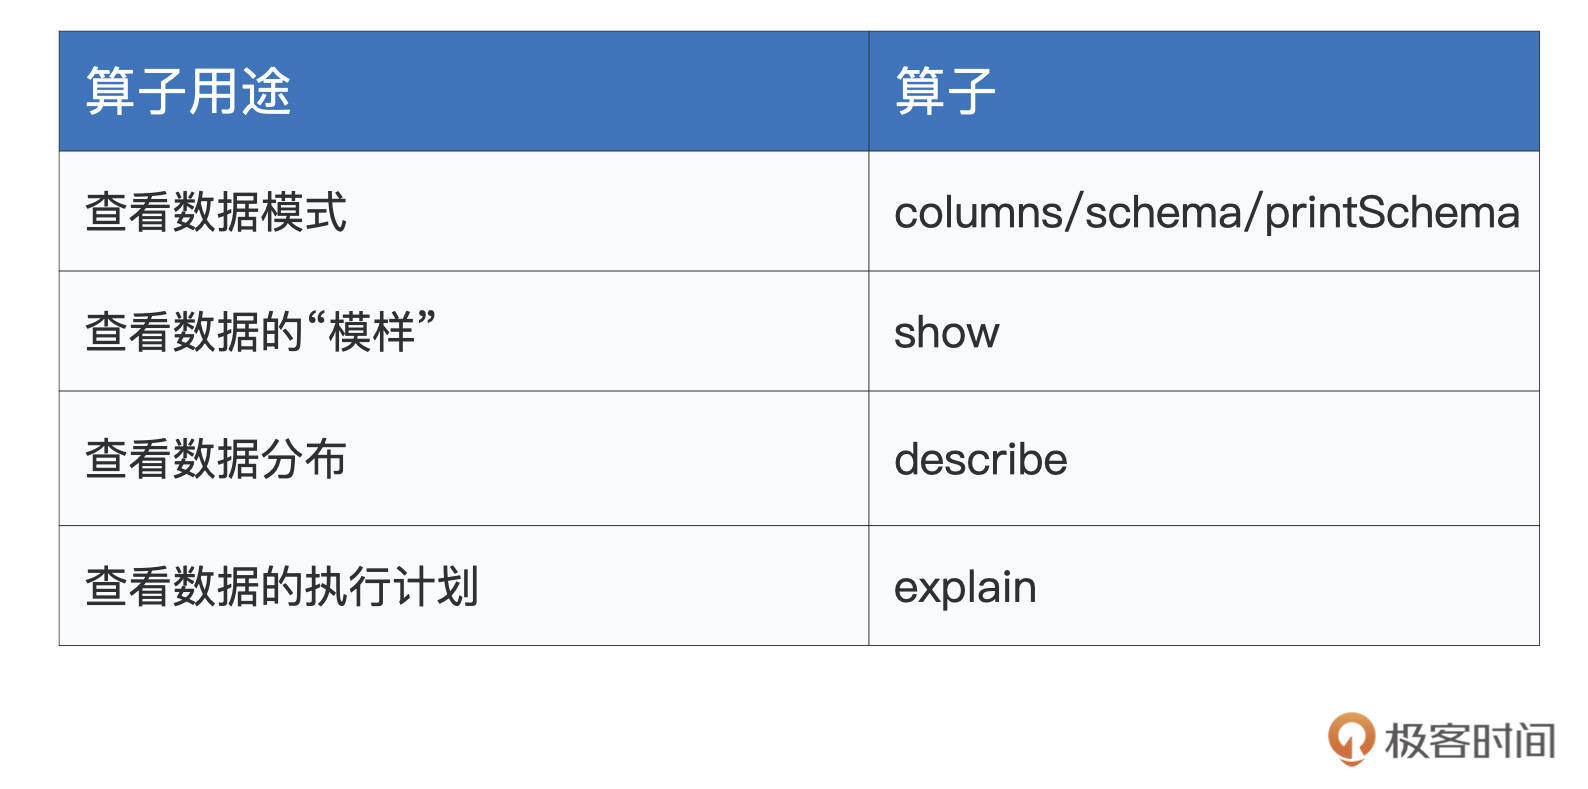 算子用途
算子
查看数据模式
columns/schema/printSchema
查看数据的“模样”
show
查看数据分布
describe
查看数据的执行计划
explain
极客时间